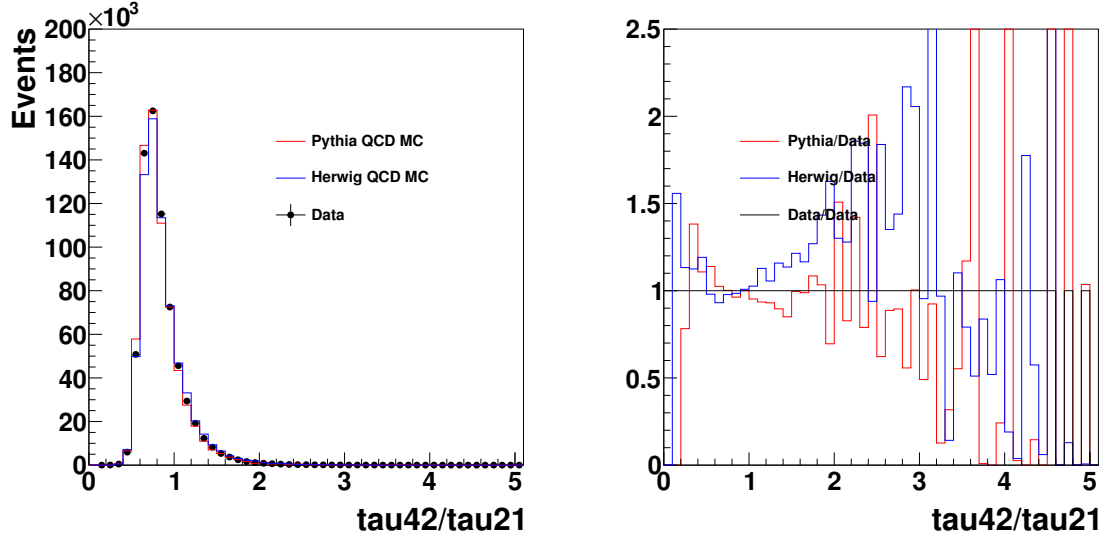 ×10³
Events
200
180
160
140
120
100
80
60
40
20
0
Pythia QCD MC
Herwig QCD MC
Data
0 1 2 3 4 5
tau42/tau21
2.5
2
1.5
1
0.5
0
Pythia/Data
Herwig/Data
Data/Data
0 1 2 3 4 5
tau42/tau21